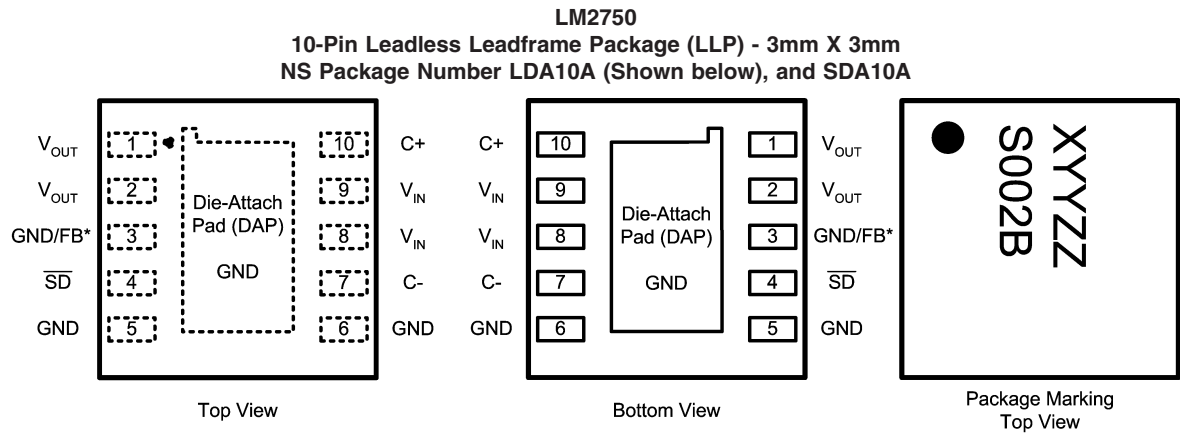 LM2750
10-Pin Leadless Leadframe Package (LLP) - 3mm X 3mm
NS Package Number LDA10A (Shown below), and SDA10A
VOUT 1 10 C+
VOUT 2 9 VIN
GND/FB* 3 8 VIN
SD 4 7 C-
GND 5 6 GND
Die-Attach
Pad (DAP)
GND
Top View
C+ 10 1 VOUT
VIN 9 2 VOUT
VIN 8 3 GND/FB*
C- 7 4 SD
GND 6 5 GND
Die-Attach
Pad (DAP)
GND
Bottom View
XYYZZ
S002B
Package Marking
Top View